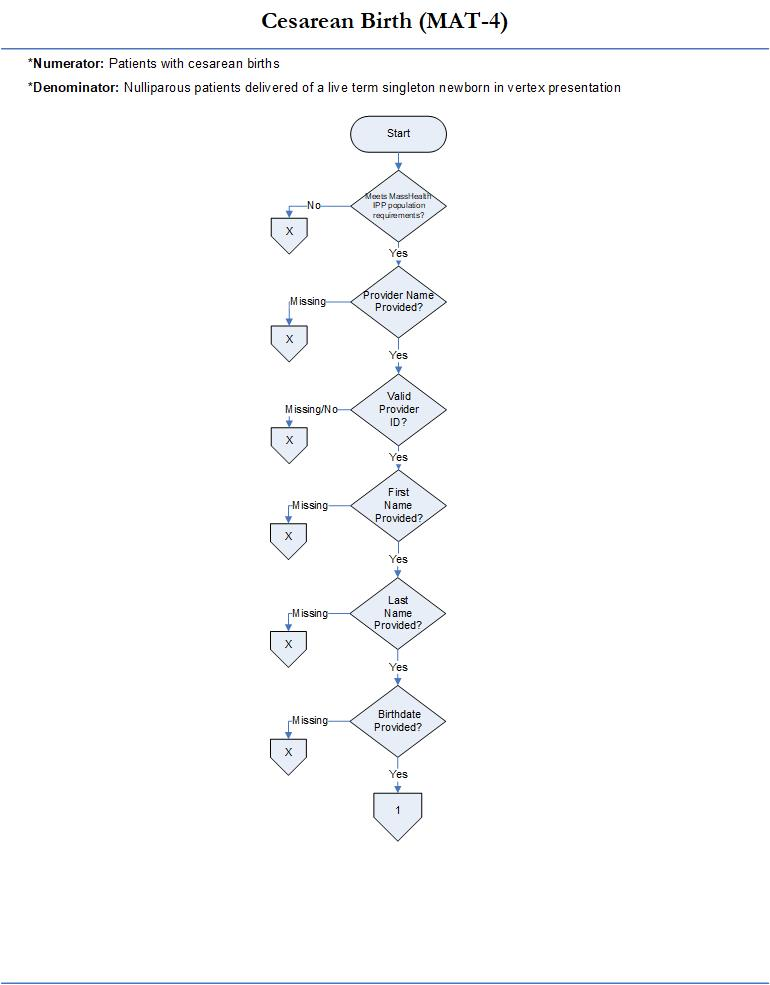 Cesarean Birth (MAT-4)
*Numerator: Patients with cesarean births
*Denominator: Nulliparous patients delivered of a live term singleton newborn in vertex presentation
Start
Meets MassHealth
IPP population
requirements?
No
X
Yes
Provider Name
Provided?
Missing
X
Yes
Valid
Provider
ID?
Missing/No
X
Yes
First
Name
Provided?
Missing
X
Yes
Last
Name
Provided?
Missing
X
Yes
Birthdate
Provided?
Missing
X
Yes
1